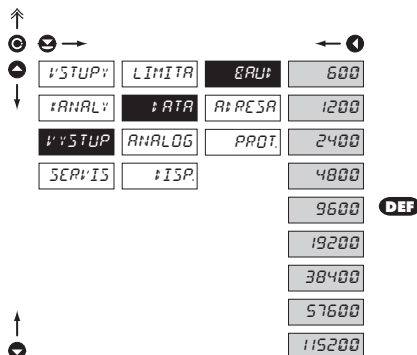 VSTUPY LIMITA BAUD 600
KANALY DATA ADRESA 1200
VYSTUP ANALOG PROT. 2400
SERVIS DISP. 4800
9600 DEF
19200
38400
57600
115200